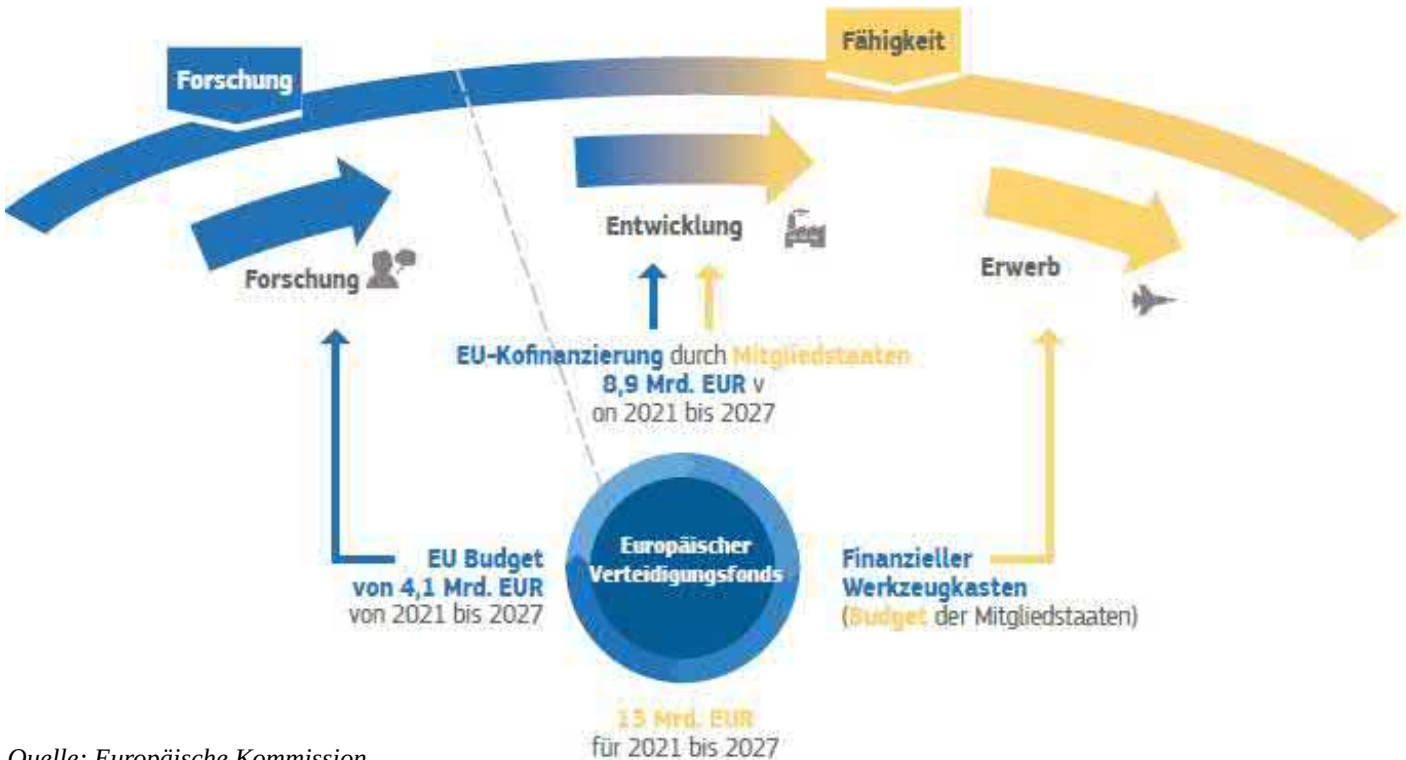 Fähigkeit
Forschung
Entwicklung
Forschung
Erwerb
EU-Kofinanzierung durch Mitgliedstaaten
8,9 Mrd. EUR v
on 2021 bis 2027
Europäischer
Verteidigungsfonds
EU Budget
von 4,1 Mrd. EUR
von 2021 bis 2027
Finanzieller
Werkzeugkasten
(Budget der Mitgliedstaaten)
13 Mrd. EUR
für 2021 bis 2027
Quelle: Europäische Kommission